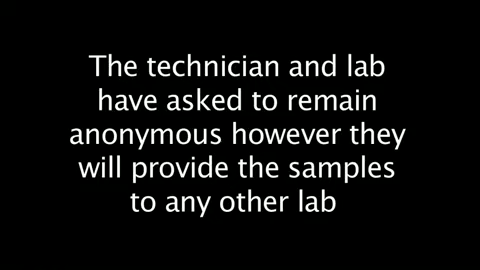 The technician and lab
have asked to remain
anonymous however they
will provide the samples
to any other lab